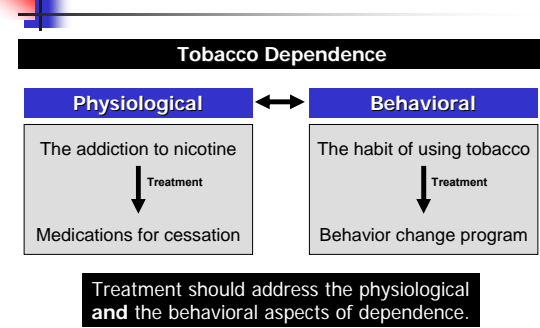 Tobacco Dependence
Physiological
Behavioral
The addiction to nicotine
Treatment
Medications for cessation
The habit of using tobacco
Treatment
Behavior change program
Treatment should address the physiological
and the behavioral aspects of dependence.